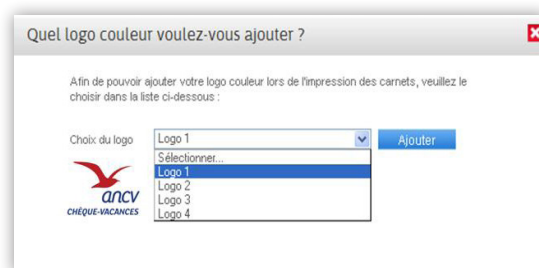 Quel logo couleur voulez-vous ajouter ?
Afin de pouvoir ajouter votre logo couleur lors de l'impression des carnets, veuillez le
choisir dans la liste ci-dessous :
Choix du logo
Logo 1
Ajouter
Sélectionner...
Logo 1
Logo 2
Logo 3
Logo 4
ancv
CHÈQUE-VACANCES